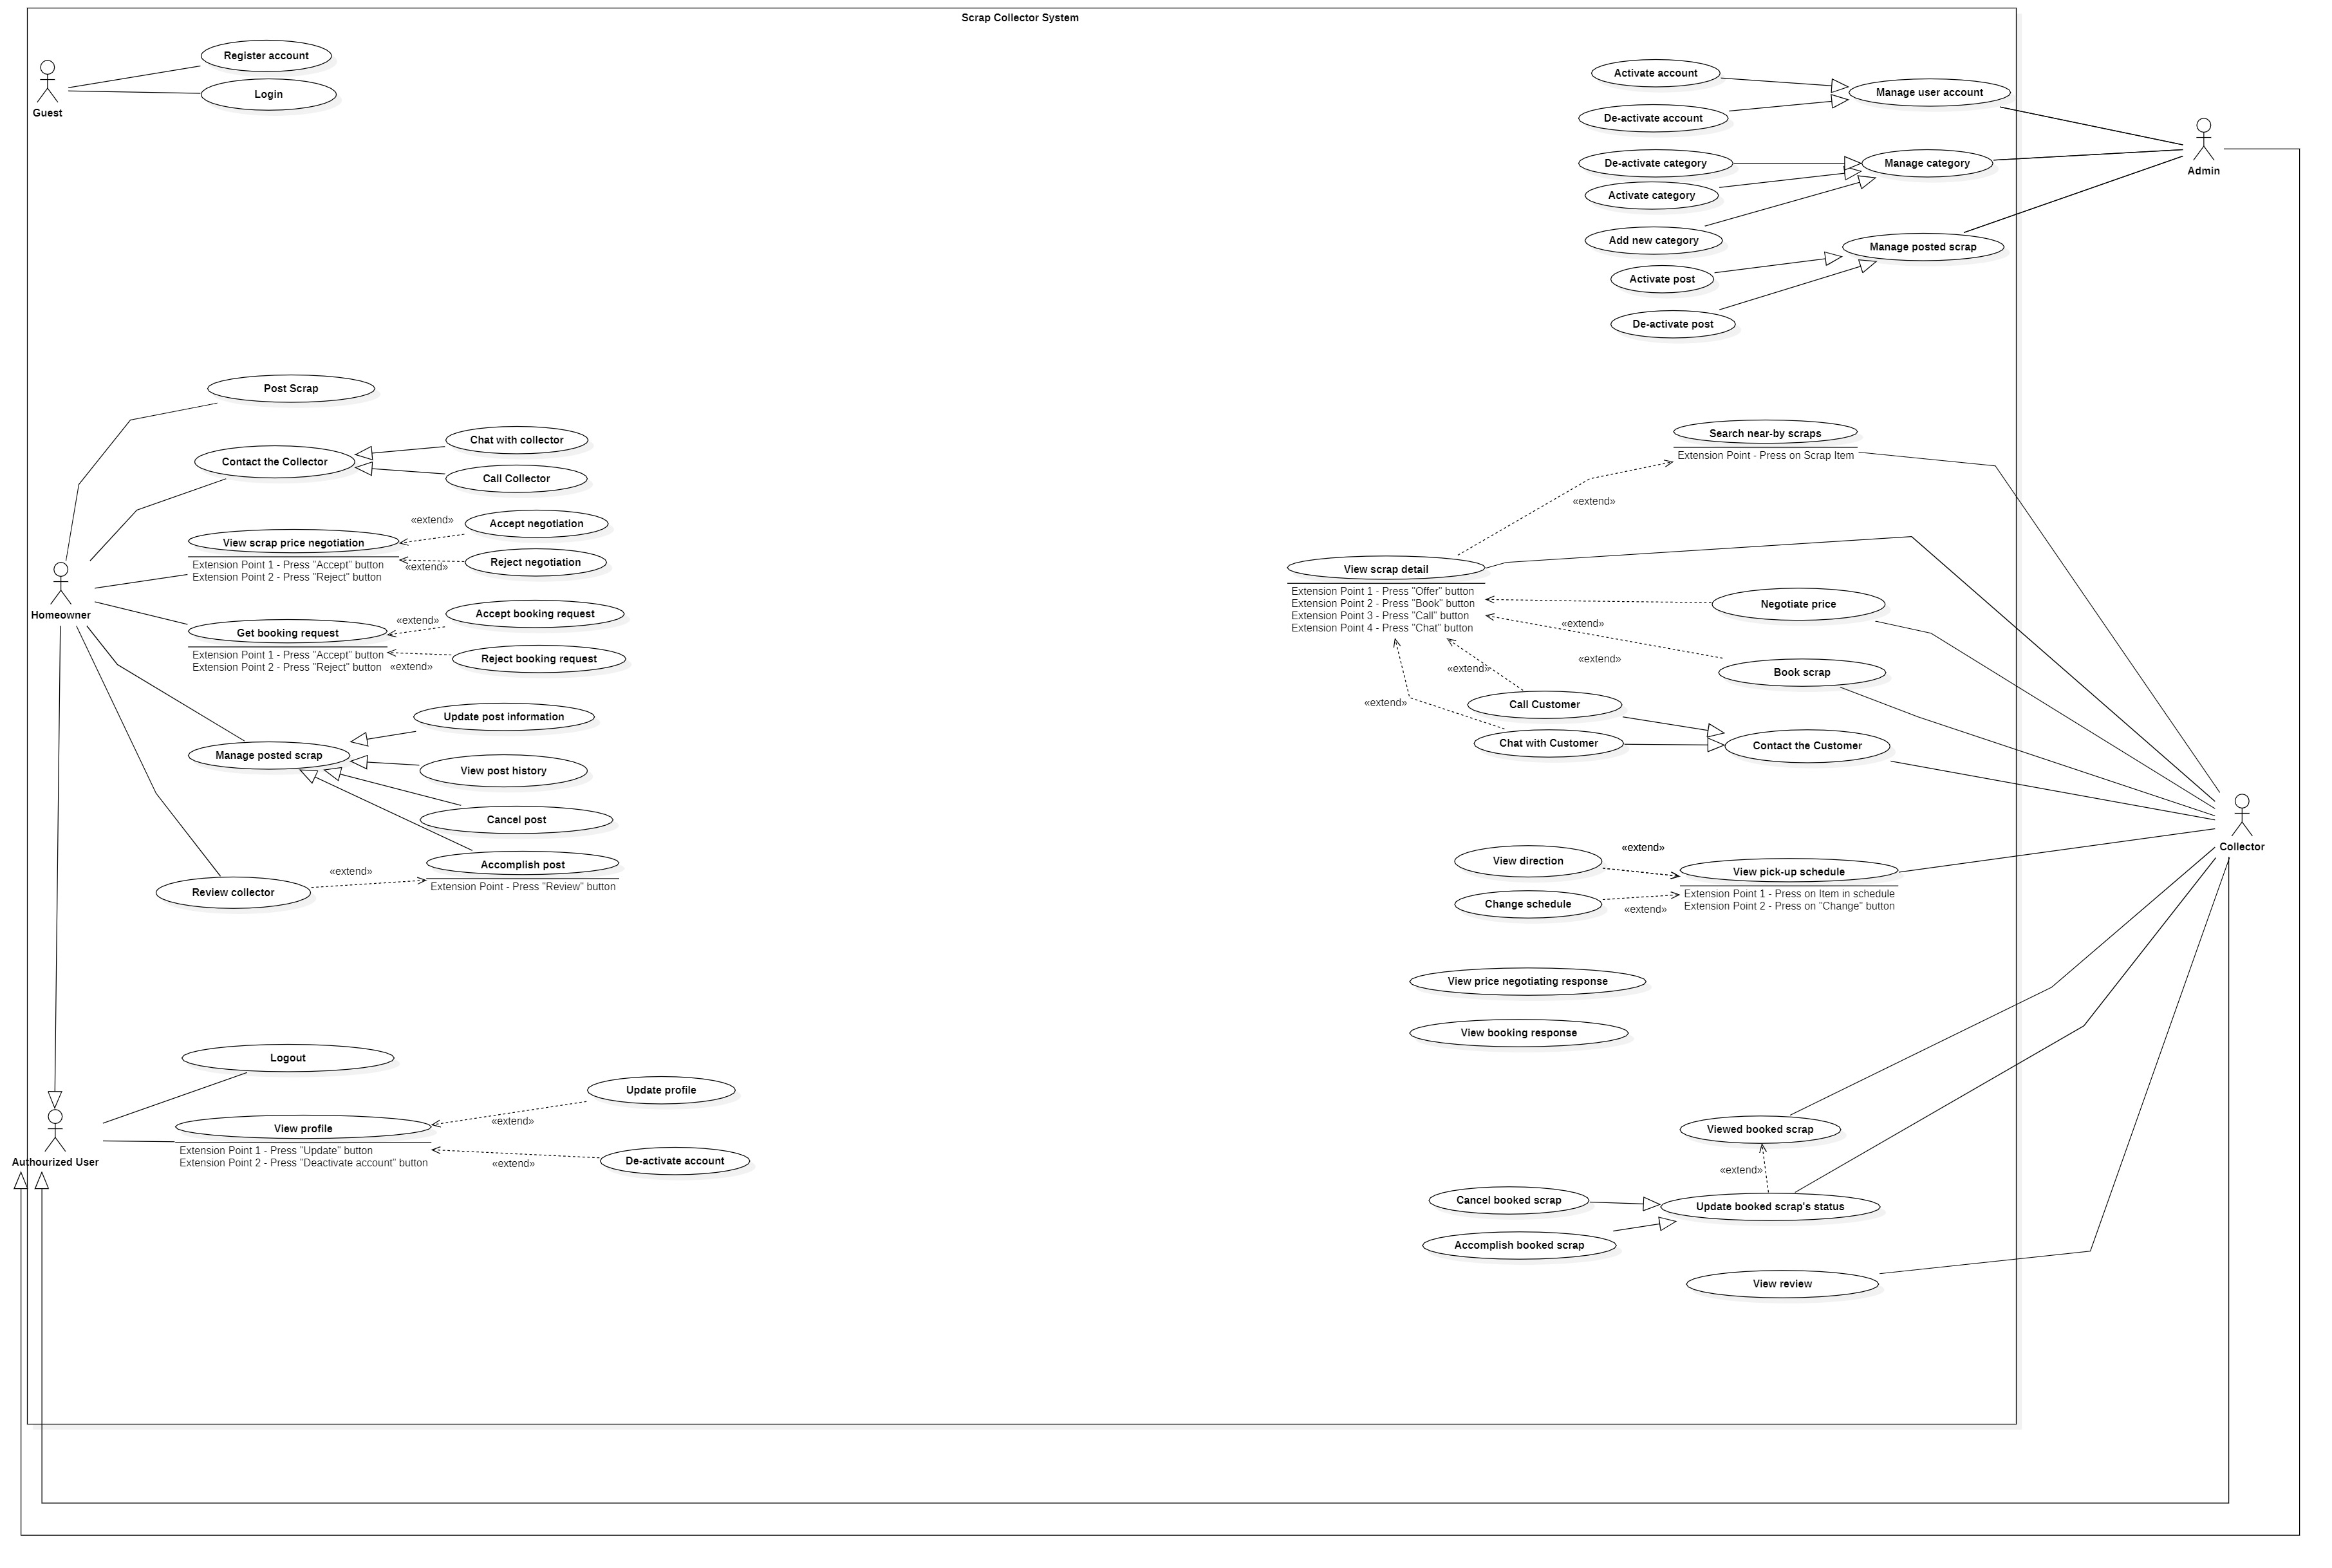 Scrap Collector System
Guest
Register account
Login
Activate account
De-activate account
Manage user account
De-activate category
Activate category
Add new category
Manage category
Manage posted scrap
Activate post
De-activate post
Admin
Homeowner
Post Scrap
Contact the Collector
Chat with collector
Call Collector
View scrap price negotiation
Extension Point 1 - Press "Accept" button
Extension Point 2 - Press "Reject" button
«extend»
Accept negotiation
«extend»
Reject negotiation
Get booking request
Extension Point 1 - Press "Accept" button
Extension Point 2 - Press "Reject" button
«extend»
Accept booking request
«extend»
Reject booking request
Manage posted scrap
Update post information
View post history
Cancel post
Accomplish post
Extension Point - Press "Review" button
«extend»
Review collector
Search near-by scraps
Extension Point - Press on Scrap Item
«extend»
View scrap detail
Extension Point 1 - Press "Offer" button
Extension Point 2 - Press "Book" button
Extension Point 3 - Press "Call" button
Extension Point 4 - Press "Chat" button
Negotiate price
«extend»
«extend»
Book scrap
«extend»
«extend»
Call Customer
Chat with Customer
Contact the Customer
Collector
View direction
«extend»
View pick-up schedule
Extension Point 1 - Press on Item in schedule
Extension Point 2 - Press on "Change" button
Change schedule
«extend»
View price negotiating response
View booking response
Authourized User
Logout
View profile
Extension Point 1 - Press "Update" button
Extension Point 2 - Press "Deactivate account" button
Update profile
«extend»
«extend»
De-activate account
Viewed booked scrap
«extend»
Cancel booked scrap
Update booked scrap's status
Accomplish booked scrap
View review